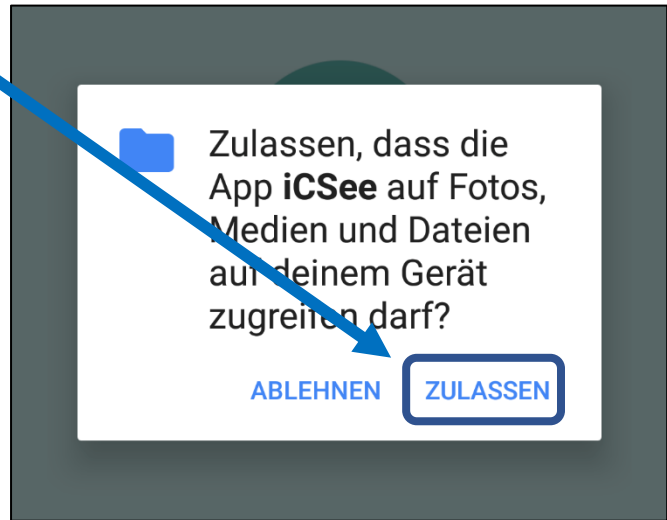 Zulassen, dass die
App iCSee auf Fotos,
Medien und Dateien
auf deinem Gerät
zugreifen darf?
ABLEHNEN ZULASSEN